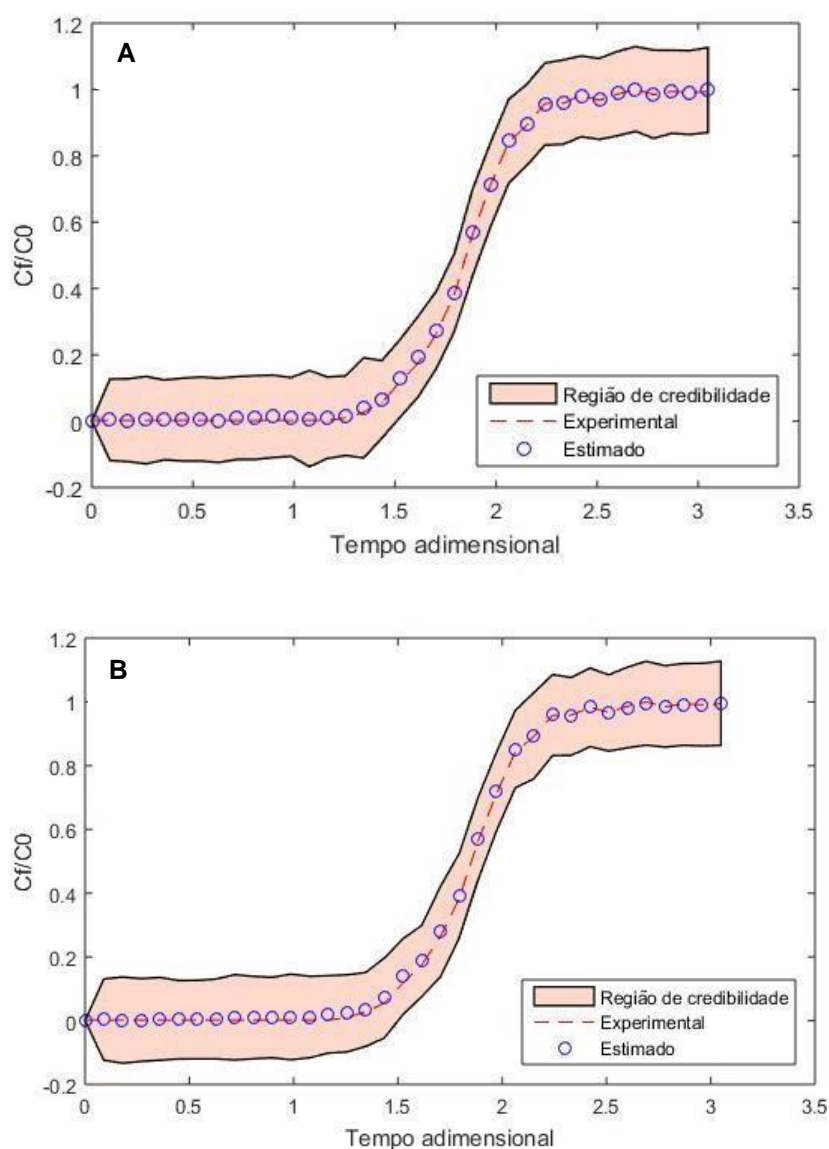 1.2
A
1
0.8
0.6
Cf/C0
0.4
0.2
0
-0.2
Região de credibilidade
Experimental
Estimado
0 0.5 1 1.5 2 2.5 3 3.5
Tempo adimensional
1.2
B
1
0.8
0.6
Cf/C0
0.4
0.2
0
-0.2
Região de credibilidade
Experimental
Estimado
0 0.5 1 1.5 2 2.5 3 3.5
Tempo adimensional